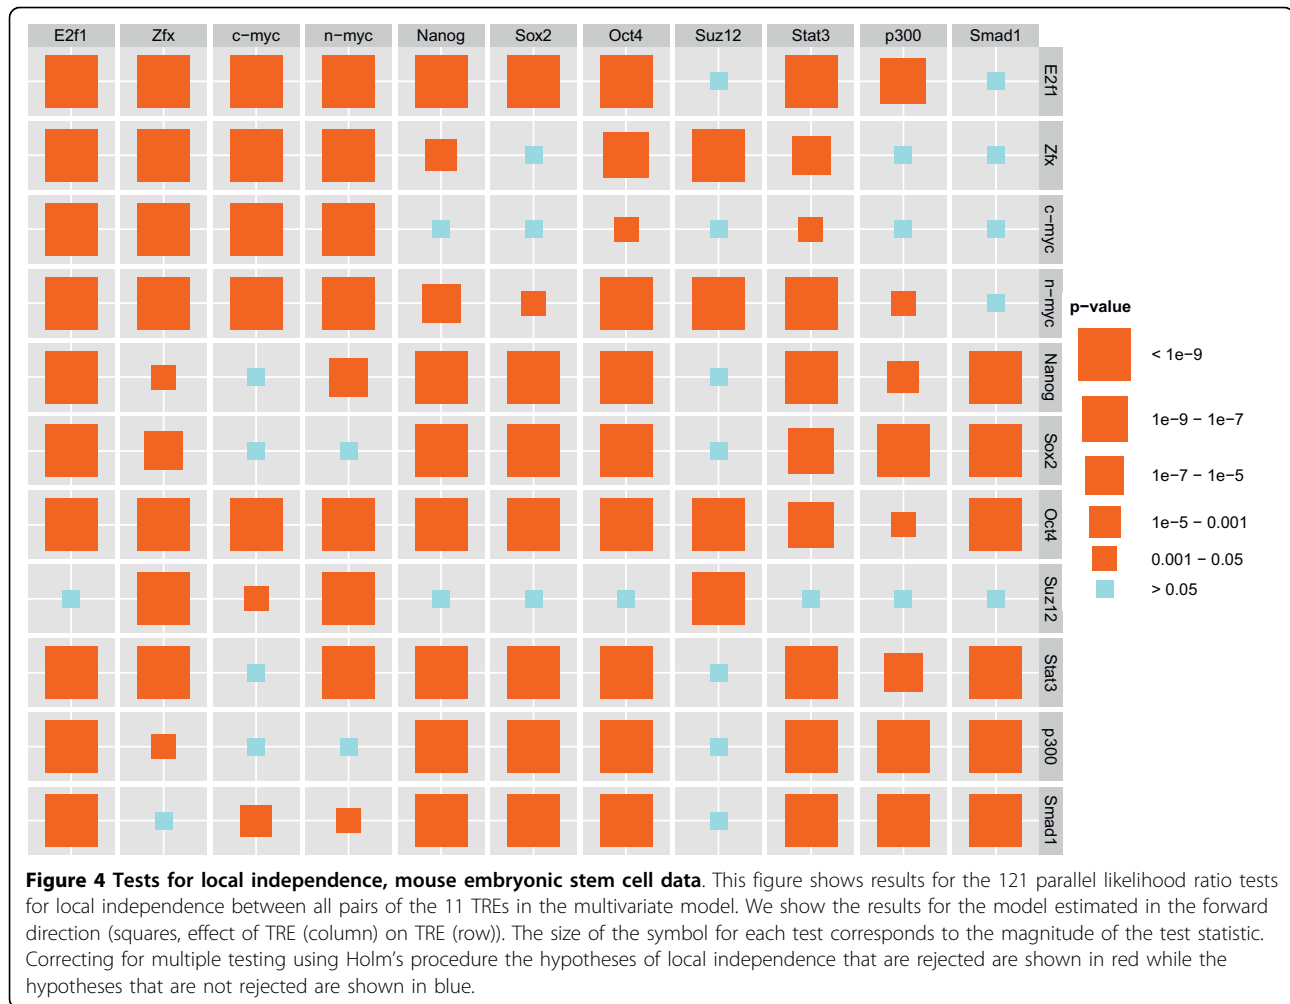 E2f1 Zfx c−myc n−myc Nanog Sox2 Oct4 Suz12 Stat3 p300 Smad1
E2f1
Zfx
c−myc
n−myc
Nanog
Sox2
Oct4
Suz12
Stat3
p300
Smad1
p−value
< 1e−9
1e−9 − 1e−7
1e−7 − 1e−5
1e−5 − 0.001
0.001 − 0.05
> 0.05
Figure 4 Tests for local independence, mouse embryonic stem cell data. This figure shows results for the 121 parallel likelihood ratio tests
for local independence between all pairs of the 11 TREs in the multivariate model. We show the results for the model estimated in the forward
direction (squares, effect of TRE (column) on TRE (row)). The size of the symbol for each test corresponds to the magnitude of the test statistic.
Correcting for multiple testing using Holm's procedure the hypotheses of local independence that are rejected are shown in red while the
hypotheses that are not rejected are shown in blue.